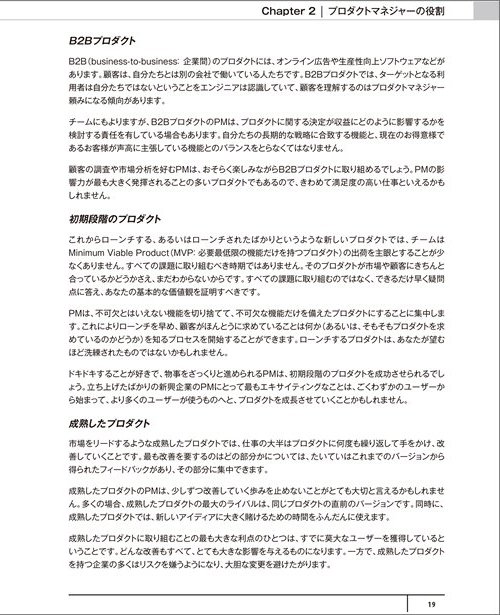 Chapter 2 | プロダクトマネジャーの役割
B2Bプロダクト
B2B（business-to-business: 企業間）のプロダクトには、オンライン広告や生産性向上ソフトウェアなどが
あります。顧客は、自分たちとは別の会社で働いている人たちです。B2Bプロダクトでは、ターゲットとなる利
用者は自分たちではないということをエンジニアは認識していて、顧客を理解するのはプロダクトマネジャー
頼みになる傾向があります。
チームにもよりますが、B2BプロダクトのPMは、プロダクトに関する決定が収益にどのように影響するかを
検討する責任を有している場合もあります。自分たちの長期的な戦略に合致する機能と、現在のお得意様で
あるお客様が声高に主張している機能とのバランスをとらなくてはなりません。
顧客の調査や市場分析を好むPMは、おそらく楽しみながらB2Bプロダクトに取り組めるでしょう。PMの影
響力が最も大きく発揮されることの多いプロダクトでもあるので、きわめて満足度の高い仕事といえるかも
しれません。
初期段階のプロダクト
これからローンチする、あるいはローンチされたばかりというような新しいプロダクトでは、チームは
Minimum Viable Product（MVP: 必要最低限の機能だけを持つプロダクト）の出荷を主眼とすることが少
なくありません。すべての課題に取り組むべき時期ではありません。そのプロダクトが市場や顧客にきちんと
合っているかどうかさえ、まだわからないからです。すべての課題に取り組むのではなく、できるだけ早く疑問
点に答え、あなたの基本的な価値観を証明すべきです。
PMは、不可欠とはいえない機能を切り捨てて、不可欠な機能だけを備えたプロダクトにすることに集中しま
す。これによりローンチを早め、顧客がほんとうに求めていることは何か（あるいは、そもそもプロダクトを求
めているのかどうか）を知るプロセスを開始することができます。ローンチするプロダクトは、あなたが望む
ほど洗練されたものではないかもしれません。
ドキドキすることが好きで、物事をざっくりと進められるPMは、初期段階のプロダクトを成功させられるでし
ょう。立ち上げたばかりの新興企業のPMにとって最もエキサイティングなことは、ごくわずかのユーザーか
ら始まって、より多くのユーザーが使うものへと、プロダクトを成長させていくことかもしれません。
成熟したプロダクト
市場をリードするような成熟したプロダクトでは、仕事の大半はプロダクトに何度も繰り返して手をかけ、改
善していくことです。最も改善を要するのはどの部分かについては、たいていはこれまでのバージョンから
得られたフィードバックがあり、その部分に集中できます。
成熟したプロダクトのPMは、少しずつ改善していく歩みを止めないことがとても大切と言えるかもしれませ
ん。多くの場合、成熟したプロダクトの最大のライバルは、同じプロダクトの直前のバージョンです。同時に、
成熟したプロダクトでは、新しいアイディアに大きく賭けるための時間をふんだんに使えます。
成熟したプロダクトに取り組むことの最も大きな利点のひとつは、すでに莫大なユーザーを獲得していると
いうことです。どんな改善もすべて、とても大きな影響を与えるものになります。一方で、成熟したプロダクト
を持つ企業の多くはリスクを嫌うようになり、大胆な変更を避けたがります。
19